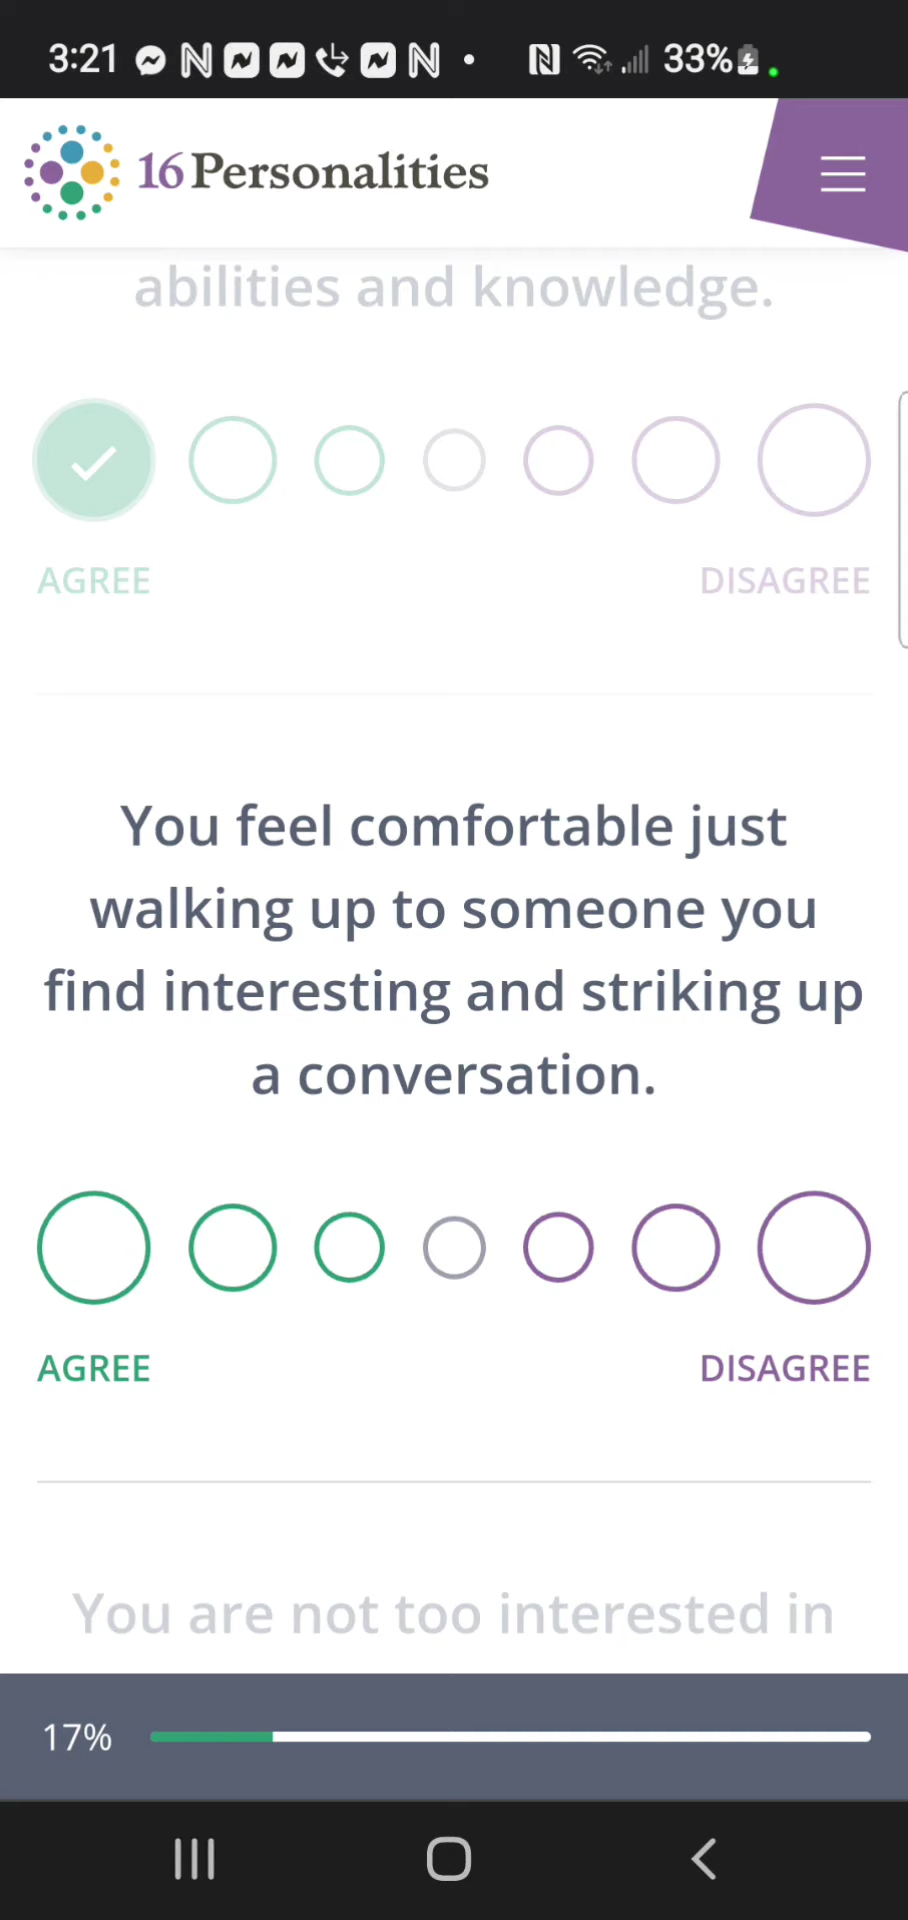 3:21 33%
16 Personalities
abilities and knowledge.
AGREE DISAGREE
You feel comfortable just
walking up to someone you
find interesting and striking up
a conversation.
AGREE DISAGREE
You are not too interested in
17%